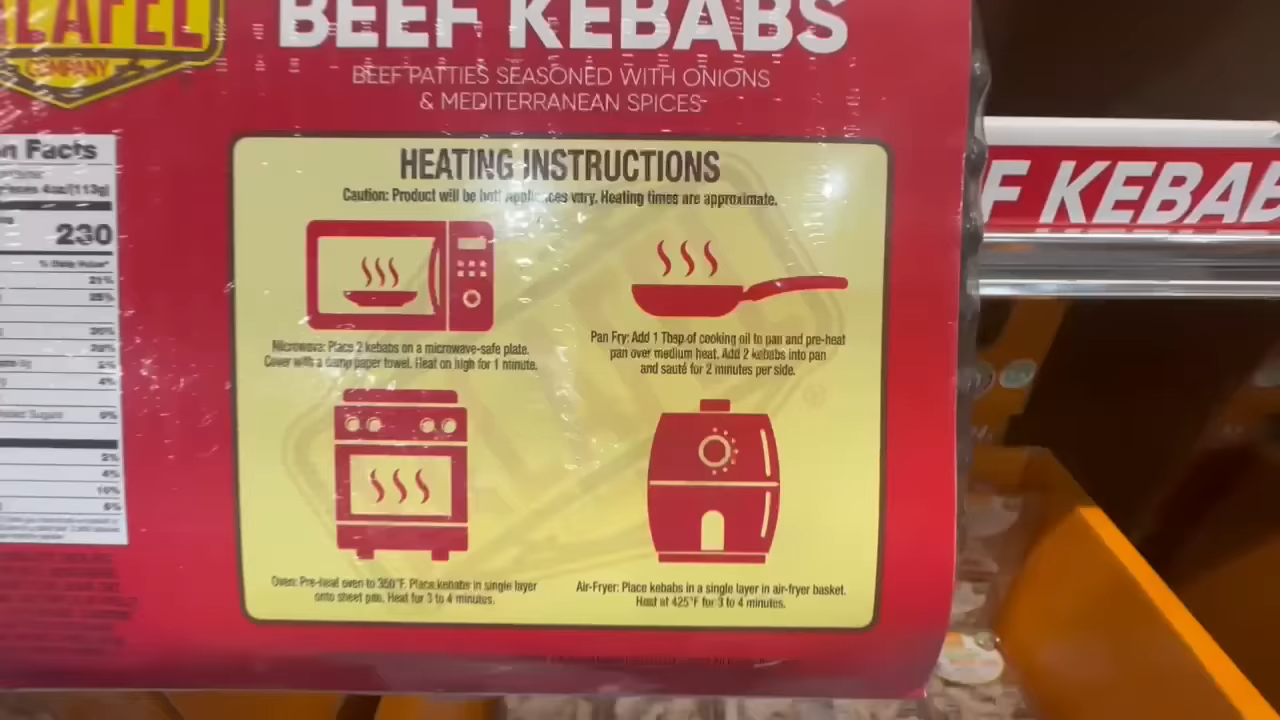 BEEF KEBABS
COMPANY
BEEF PATTIES SEASONED WITH ONIONS
& MEDITERRANEAN SPICES
n Facts
4oz (113g)
230
% Daily Value*
HEATING INSTRUCTIONS
Caution: Product will be hot! Appliances vary. Heating times are approximate.
F KEBAB
Microwave: Place 2 kebabs on a microwave-safe plate.
Cover with a damp paper towel. Heat on high for 1 minute.
Pan Fry: Add 1 Tbsp of cooking oil to pan and pre-heat
pan over medium heat. Add 2 kebabs into pan
and sauté for 2 minutes per side.
Oven: Pre-heat oven to 350°F. Place kebabs in single layer
onto sheet pan. Heat for 3 to 4 minutes.
Air-Fryer: Place kebabs in a single layer in air-fryer basket.
Heat at 425°F for 3 to 4 minutes.